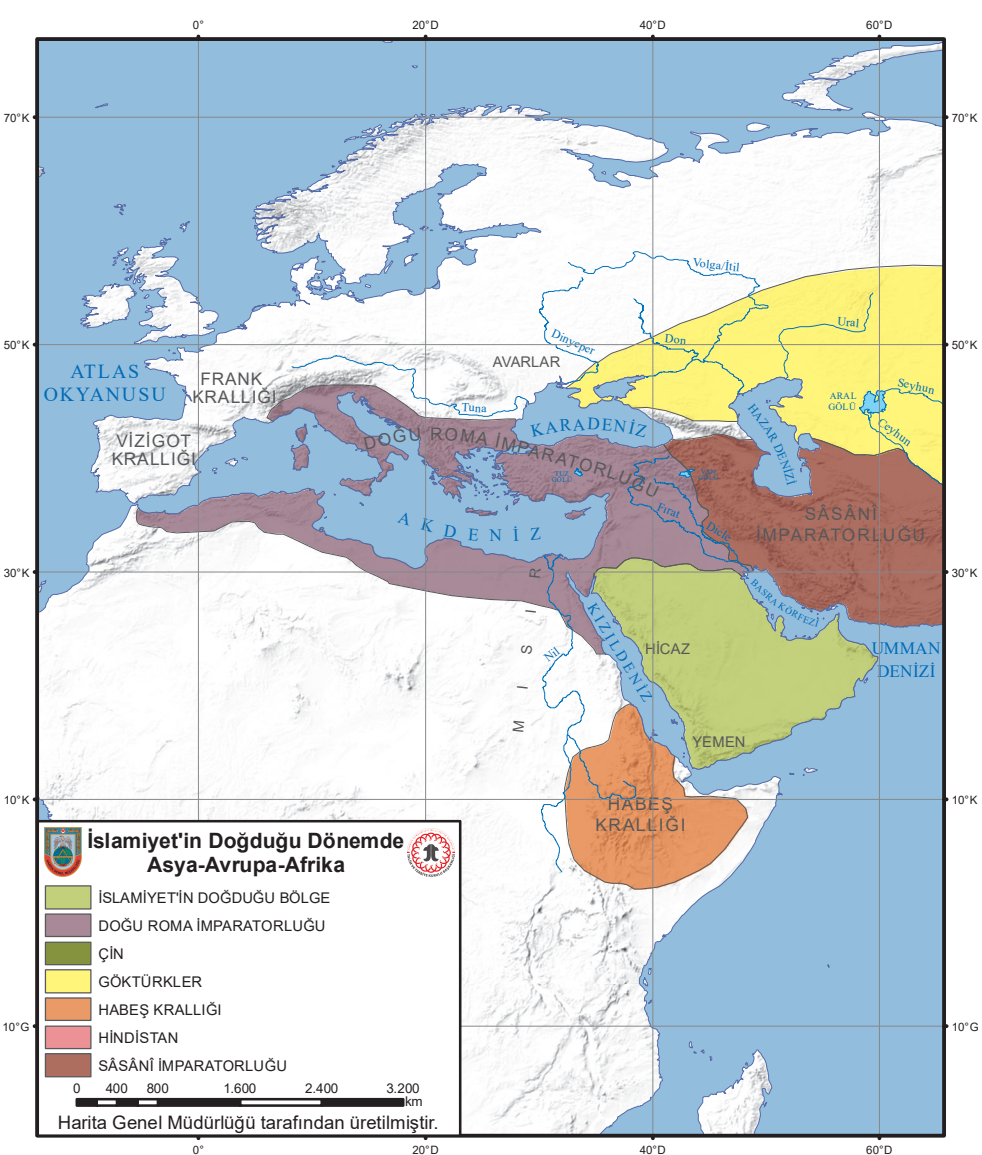 0° 20°D 40°D 60°D
70°K 70°K
Volga/İtil
Ural
Dinyeper
Don
50°K 50°K
AVARLAR
ATLAS
OKYANUSU
FRANK
KRALLIĞI
Seyhun
ARAL
GÖLÜ
Tuna
Ceyhun
HAZAR DENİZİ
KARADENİZ
VİZİGOT
KRALLIĞI
DOĞU ROMA İMPARATORLUĞU
TUZ
GÖLÜ
Fırat
Dicle
SÂSÂNÎ
İMPARATORLUĞU
AKDENİZ
30°K 30°K
BASRA KÖRFEZİ
MISIR
KIZILDENİZ
Nil
HİCAZ
UMMAN
DENİZİ
YEMEN
10°K 10°K
HABEŞ
KRALLIĞI
İslamiyet'in Doğduğu Dönemde
Asya-Avrupa-Afrika
İSLAMİYET'İN DOĞDUĞU BÖLGE
DOĞU ROMA İMPARATORLUĞU
ÇİN
GÖKTÜRKLER
HABEŞ KRALLIĞI
HİNDİSTAN
SÂSÂNÎ İMPARATORLUĞU
10°G 10°G
0 400 800 1.600 2.400 3.200
km
Harita Genel Müdürlüğü tarafından üretilmiştir.
0° 20°D 40°D 60°D